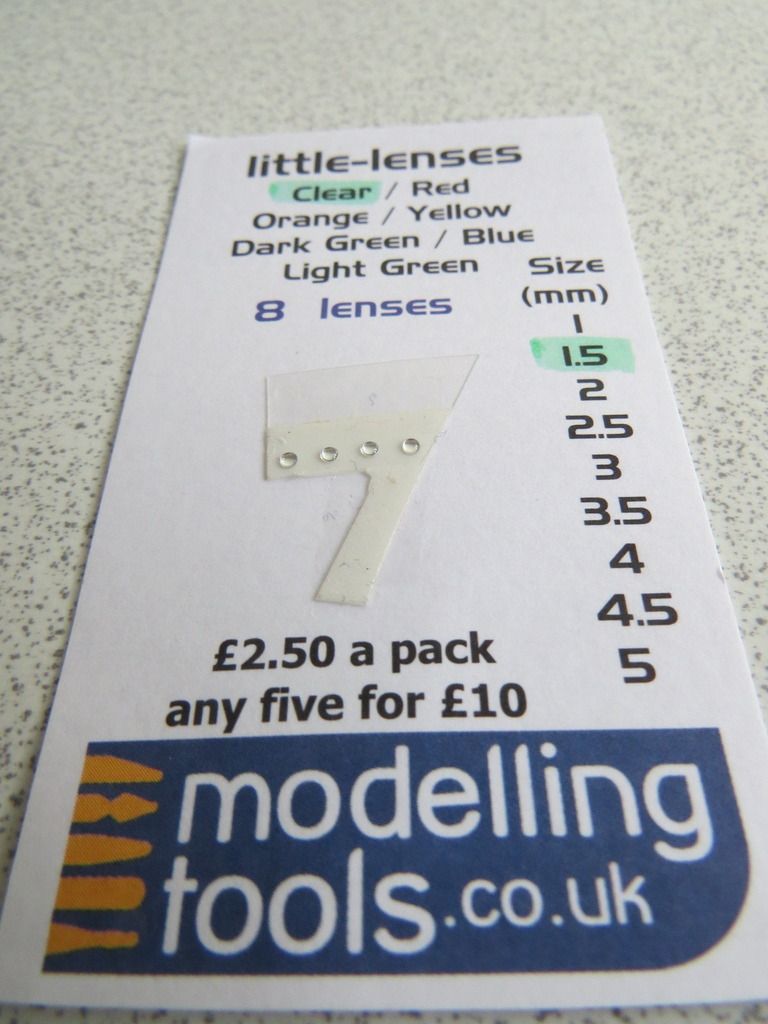 little-lenses
Clear / Red
Orange / Yellow
Dark Green / Blue
Light Green
8 lenses
Size
(mm)
1
1.5
2
2.5
3
3.5
4
4.5
5
£2.50 a pack
any five for £10
modelling
tools.co.uk